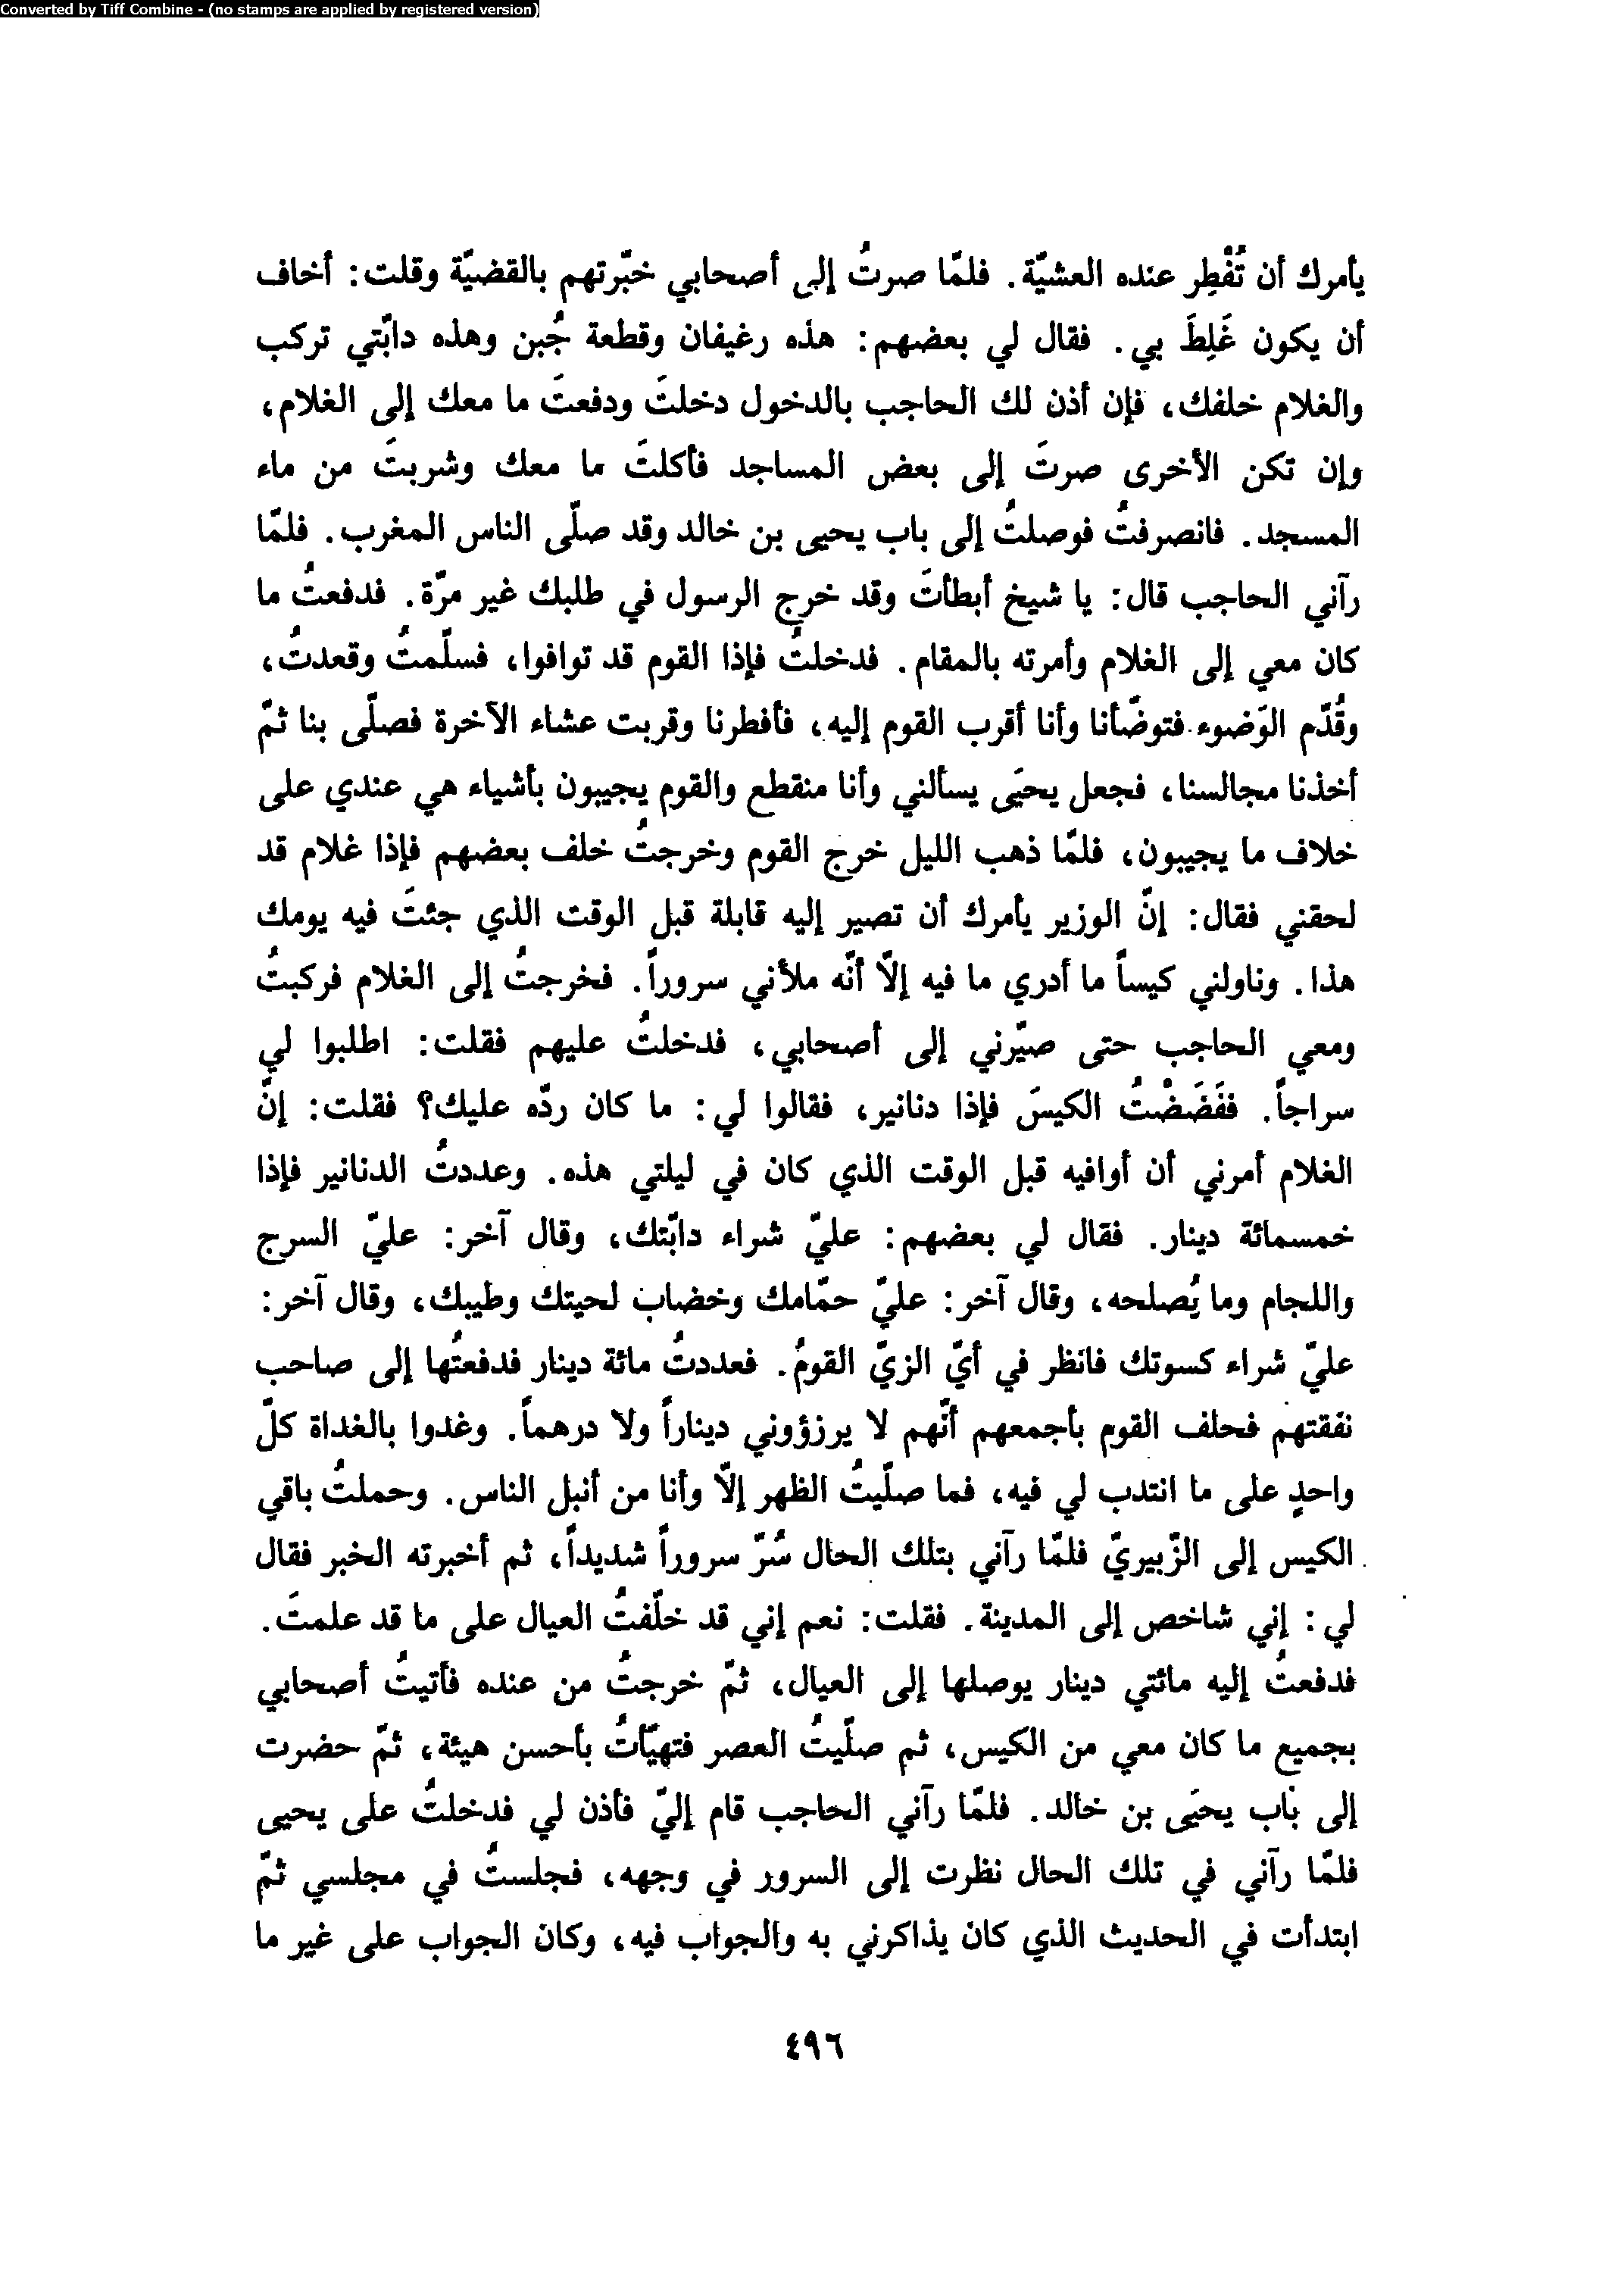 Converted by Tiff Combine - (no stamps are applied by registered version)
يأمرك أن تُفْطِر عنده العشيّة. فلمّا صرتُ إلى أصحابي خبّرتهم بالقضيّة وقلت: أخاف
أن يكون غَلِطَ بي. فقال لي بعضهم: هذه رغيفان وقطعة جُبن وهذه دابّتي تركب
والغلام خلفك، فإن أذن لك الحاجب بالدخول دخلتَ ودفعتَ ما معك إلى الغلام،
وإن تكن الأخرى صرتَ إلى بعض المساجد فأكلتَ ما معك وشربتَ من ماء
المسجد. فانصرفتُ فوصلتُ إلى باب يحيى بن خالد وقد صلّى الناس المغرب. فلمّا
رآني الحاجب قال: يا شيخ أبطأتَ وقد خرج الرسول في طلبك غير مرّة. فدفعتُ ما
كان معي إلى الغلام وأمرته بالمقام. فدخلتُ فإذا القوم قد توافوا، فسلّمتُ وقعدتُ،
وقُدّم الوَضوء فتوضّأنا وأنا أقرب القوم إليه، فأفطرنا وقربت عشاء الآخرة فصلّى بنا ثمّ
أخذنا مجالسنا، فجعل يحيَى يسألني وأنا منقطع والقوم يجيبون بأشياء هي عندي على
خلاف ما يجيبون، فلمّا ذهب الليل خرج القوم وخرجتُ خلف بعضهم فإذا غلام قد
لحقني فقال: إنّ الوزير يأمرك أن تصير إليه قابلة قبل الوقت الذي جئتَ فيه يومك
هذا. وناولني كيساً ما أدري ما فيه إلاّ أنّه ملأني سروراً. فخرجتُ إلى الغلام فركبتُ
ومعي الحاجب حتى صيّرني إلى أصحابي، فدخلتُ عليهم فقلت: اطلبوا لي
سراجاً. ففَضَضْتُ الكيسَ فإذا دنانير، فقالوا لي: ما كان ردّه عليك؟ فقلت: إنّ
الغلام أمرني أن أوافيه قبل الوقت الذي كان في ليلتي هذه. وعددتُ الدنانير فإذا
خمسمائة دينار. فقال لي بعضهم: عليّ شراء دابّتك، وقال آخر: عليّ السرج
واللجام وما يُصلحه، وقال آخر: عليّ حمّامك وخضاب لحيتك وطيبك، وقال آخر:
عليّ شراء كسوتك فانظر في أيّ الزيّ القومُ. فعددتُ مائة دينار فدفعتُها إلى صاحب
نفقتهم فحلف القوم بأجمعهم أنّهم لا يرزؤوني ديناراً ولا درهماً. وغدوا بالغداة كلّ
واحدٍ على ما انتدب لي فيه، فما صلّيتُ الظهر إلاّ وأنا من أنبل الناس. وحملتُ باقي
الكيس إلى الزّبيريّ فلمّا رآني بتلك الحال سُرّ سروراً شديداً، ثم أخبرته الخبر فقال
لي: إني شاخص إلى المدينة. فقلت: نعم إني قد خلّفتُ العيال على ما قد علمتَ.
فدفعتُ إليه مائتي دينار يوصلها إلى العيال، ثمّ خرجتُ من عنده فأتيتُ أصحابي
بجميع ما كان معي من الكيس، ثم صلّيتُ العصر فتهيّأتُ بأحسن هيئة، ثمّ حضرت
إلى باب يحيَى بن خالد. فلمّا رآني الحاجب قام إليّ فأذن لي فدخلتُ على يحيى
فلمّا رآني في تلك الحال نظرت إلى السرور في وجهه، فجلستُ في مجلسي ثمّ
ابتدأت في الحديث الذي كان يذاكرني به والجواب فيه، وكان الجواب على غير ما
٤٩٦